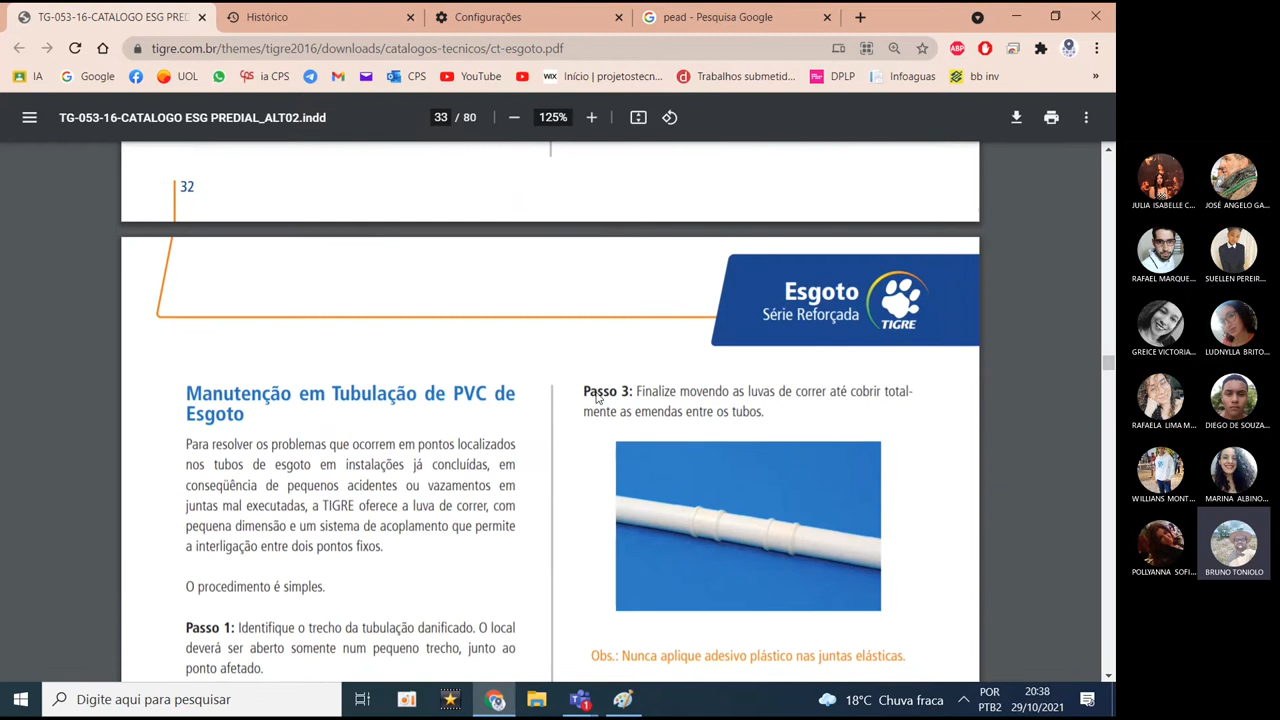 TG-053-16-CATALOGO ESG PRED
Histórico
Configurações
pead - Pesquisa Google
tigre.com.br/themes/tigre2016/downloads/catalogos-tecnicos/ct-esgoto.pdf
ABP
IA
Google
UOL
ia CPS
CPS
YouTube
WIX
Início | projetostecn...
Trabalhos submetid...
DPLP
Infoaguas
bb inv
»
TG-053-16-CATALOGO ESG PREDIAL_ALT02.indd
33 / 80
125%
32
Esgoto
Série Reforçada
TIGRE
Manutenção em Tubulação de PVC de
Esgoto
Para resolver os problemas que ocorrem em pontos localizados
nos tubos de esgoto em instalações já concluídas, em
conseqüência de pequenos acidentes ou vazamentos em
juntas mal executadas, a TIGRE oferece a luva de correr, com
pequena dimensão e um sistema de acoplamento que permite
a interligação entre dois pontos fixos.
O procedimento é simples.
Passo 1: Identifique o trecho da tubulação danificado. O local
deverá ser aberto somente num pequeno trecho, junto ao
ponto afetado.
Passo 3: Finalize movendo as luvas de correr até cobrir total-
mente as emendas entre os tubos.
Obs.: Nunca aplique adesivo plástico nas juntas elásticas.
JULIA ISABELLE C...
JOSÉ ANGELO GA...
RAFAEL MARQUE...
SUELLEN PEREIR...
GREICE VICTORIA...
LUDNYLLA BRITO...
RAFAELA LIMA M...
DIEGO DE SOUZA...
WILLIANS MONT...
MARINA ALBINO...
POLLYANNA SOFI...
BRUNO TONIOLO
Digite aqui para pesquisar
18°C Chuva fraca
POR
PTB2
20:38
29/10/2021